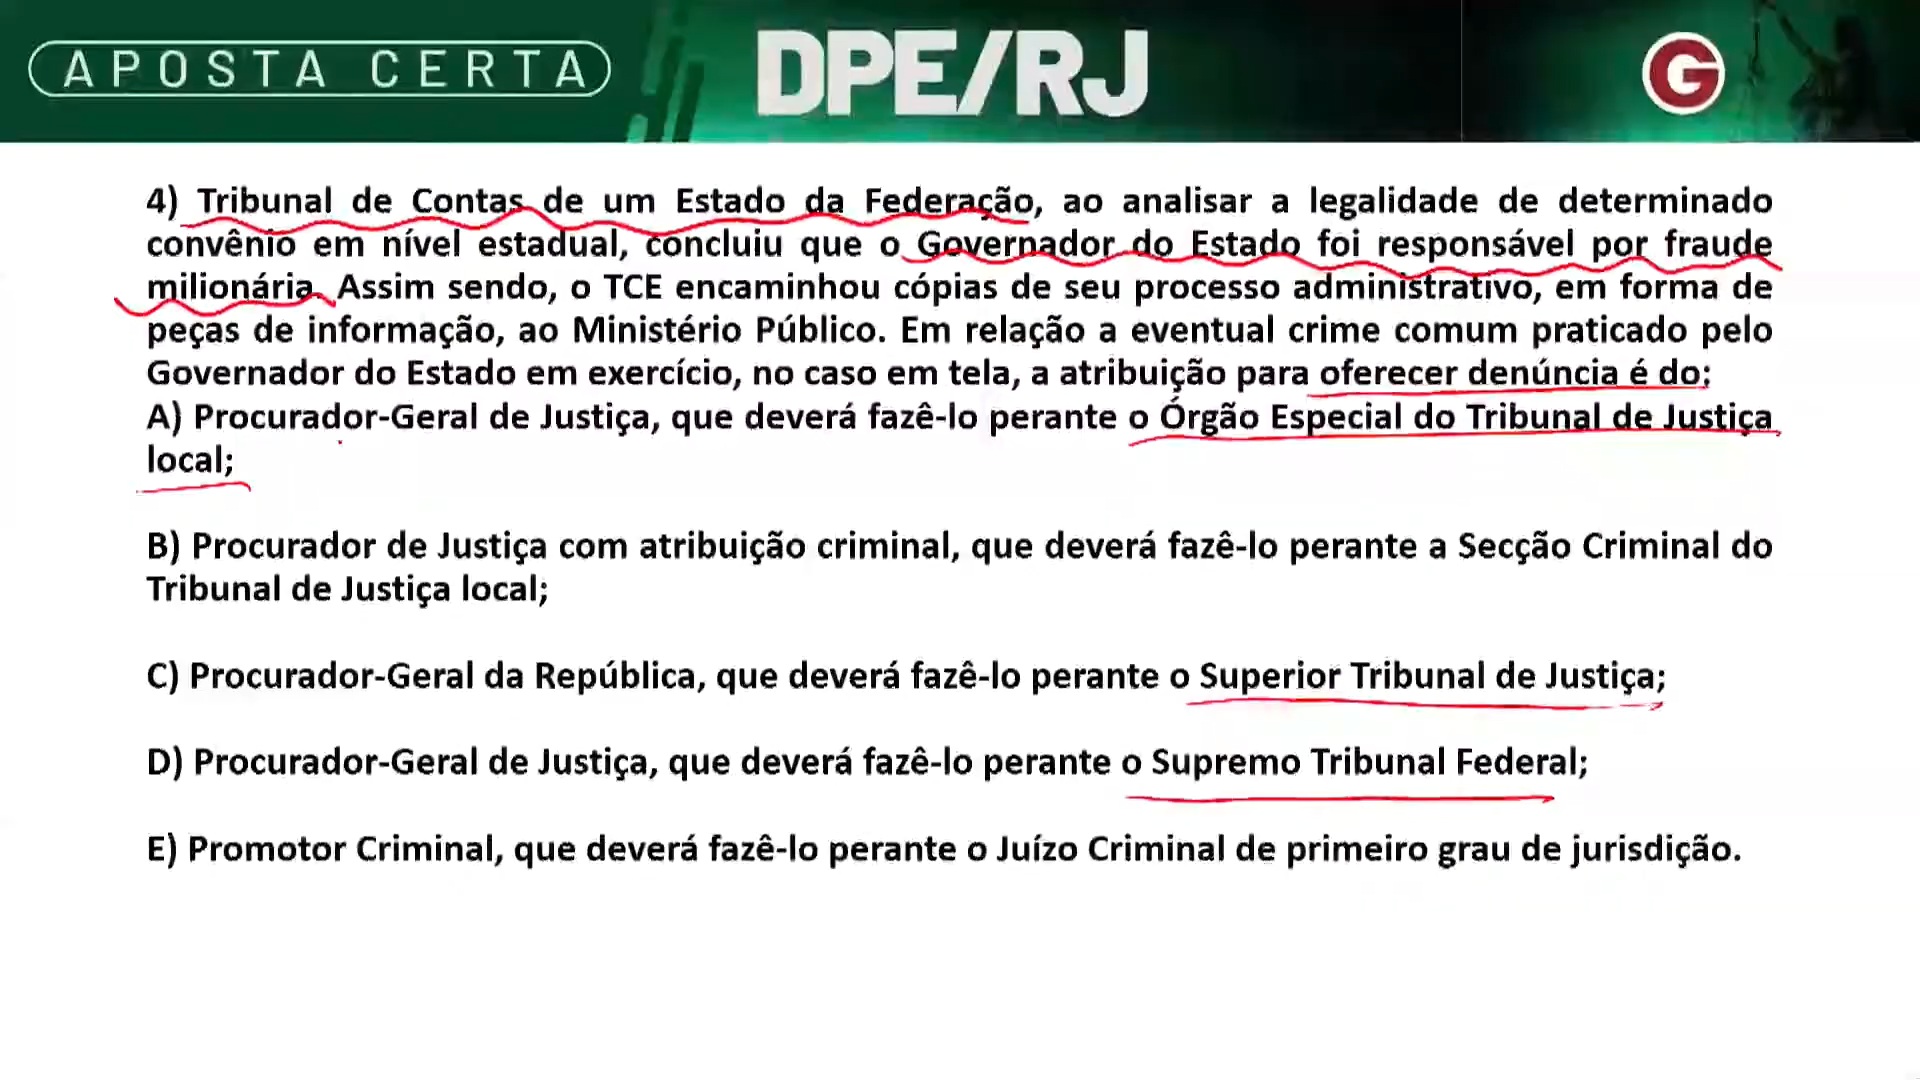 APOSTA CERTA
DPE/RJ
G
4) Tribunal de Contas de um Estado da Federação, ao analisar a legalidade de determinado
convênio em nível estadual, concluiu que o Governador do Estado foi responsável por fraude
milionária. Assim sendo, o TCE encaminhou cópias de seu processo administrativo, em forma de
peças de informação, ao Ministério Público. Em relação a eventual crime comum praticado pelo
Governador do Estado em exercício, no caso em tela, a atribuição para oferecer denúncia é do:
A) Procurador-Geral de Justiça, que deverá fazê-lo perante o Órgão Especial do Tribunal de Justiça
local;
B) Procurador de Justiça com atribuição criminal, que deverá fazê-lo perante a Secção Criminal do
Tribunal de Justiça local;
C) Procurador-Geral da República, que deverá fazê-lo perante o Superior Tribunal de Justiça;
D) Procurador-Geral de Justiça, que deverá fazê-lo perante o Supremo Tribunal Federal;
E) Promotor Criminal, que deverá fazê-lo perante o Juízo Criminal de primeiro grau de jurisdição.